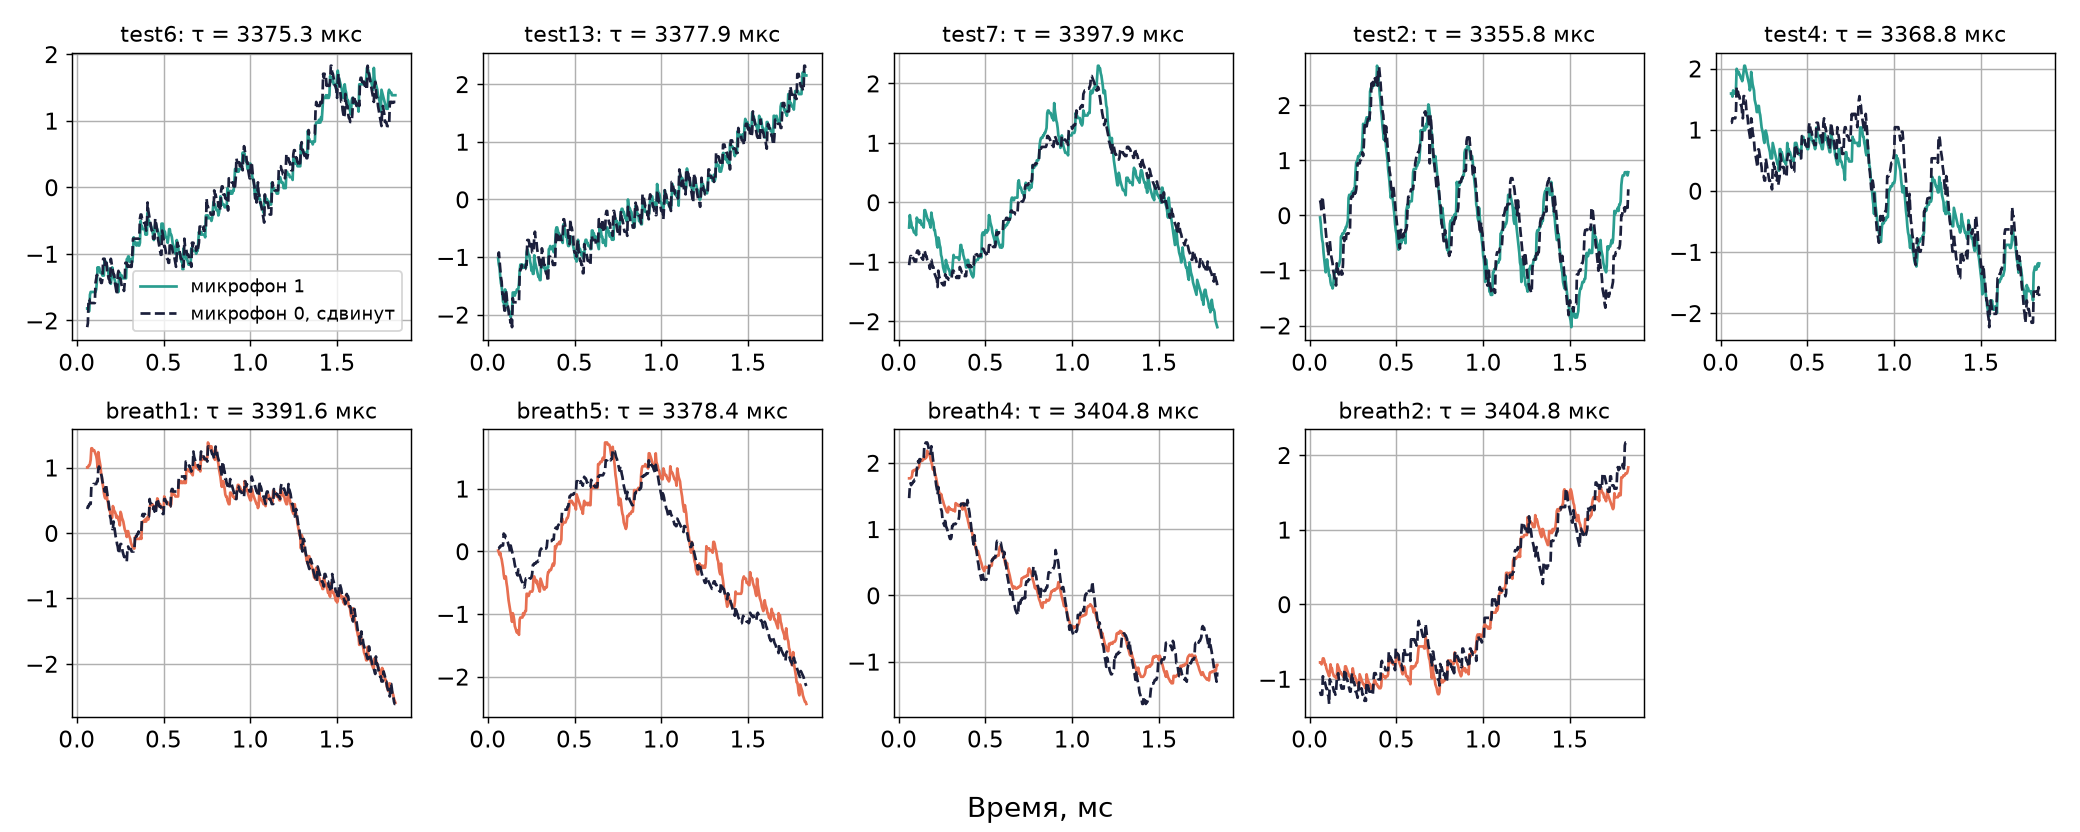 test6: τ = 3375.3 мкс
test13: τ = 3377.9 мкс
test7: τ = 3397.9 мкс
test2: τ = 3355.8 мкс
test4: τ = 3368.8 мкс
2
1
0
−1
−2
0.0 0.5 1.0 1.5
микрофон 1
микрофон 0, сдвинут
2
1
0
−1
−2
0.0 0.5 1.0 1.5
2
1
0
−1
−2
0.0 0.5 1.0 1.5
2
1
0
−1
−2
0.0 0.5 1.0 1.5
2
1
0
−1
−2
0.0 0.5 1.0 1.5
breath1: τ = 3391.6 мкс
breath5: τ = 3378.4 мкс
breath4: τ = 3404.8 мкс
breath2: τ = 3404.8 мкс
1
0
−1
−2
0.0 0.5 1.0 1.5
1
0
−1
−2
0.0 0.5 1.0 1.5
2
1
0
−1
0.0 0.5 1.0 1.5
2
1
0
−1
0.0 0.5 1.0 1.5
Время, мс